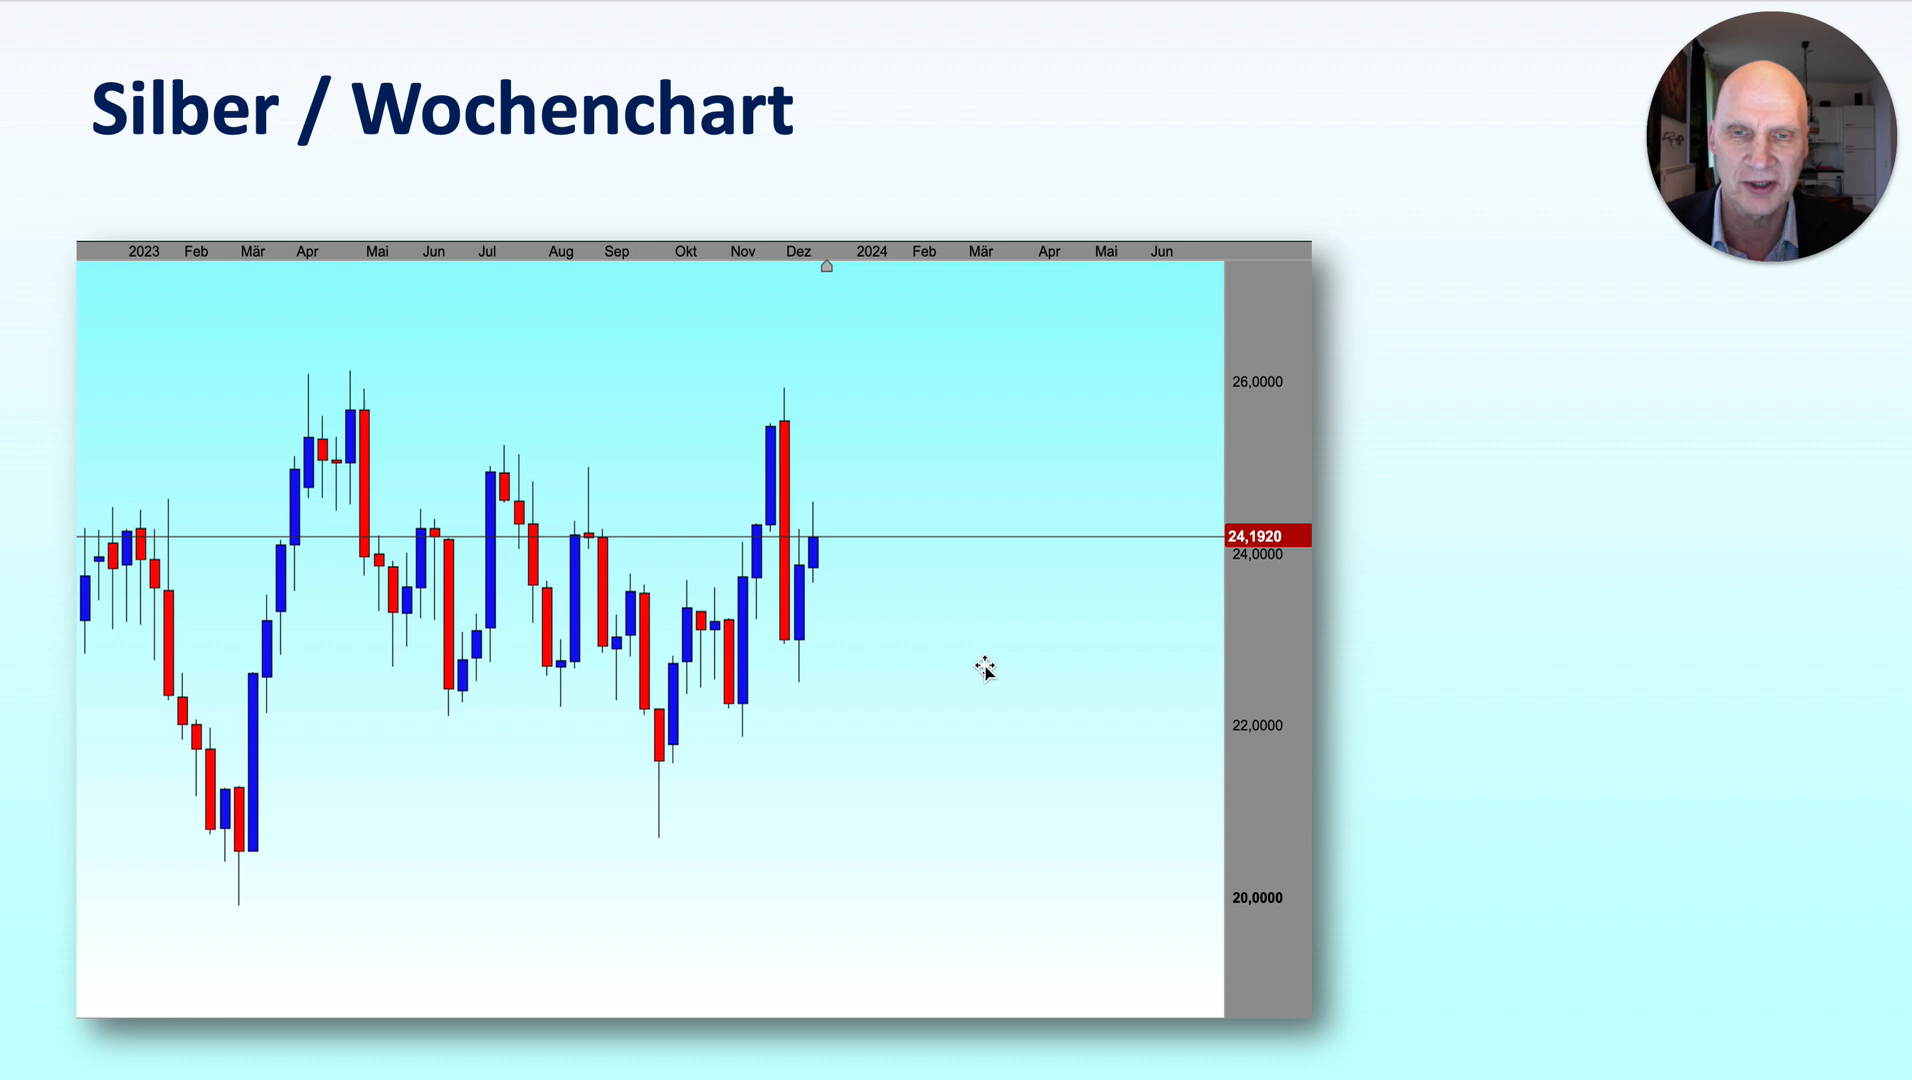 Silber / Wochenchart
2023 Feb Mär Apr Mai Jun Jul Aug Sep Okt Nov Dez 2024 Feb Mär Apr Mai Jun
26,0000
24,1920
24,0000
22,0000
20,0000